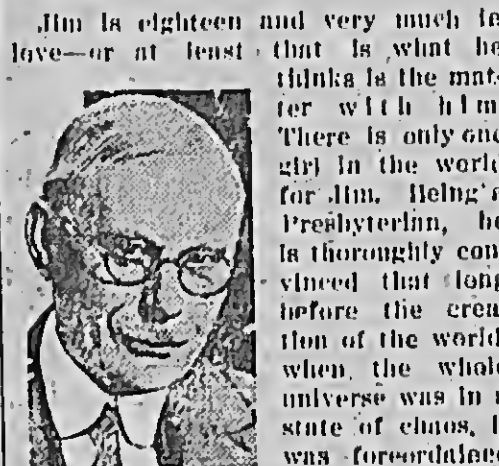 Jim is eighteen and very much in
love—or at least that is what he
thinks is the mat-
ter with him.
There is only one
girl in the world
for Jim. Being a
Presbyterian, he
is thoroughly con-
vinced that long
before the crea-
tion of the world,
when the whole
universe was in a
state of chaos, it
was foreordained